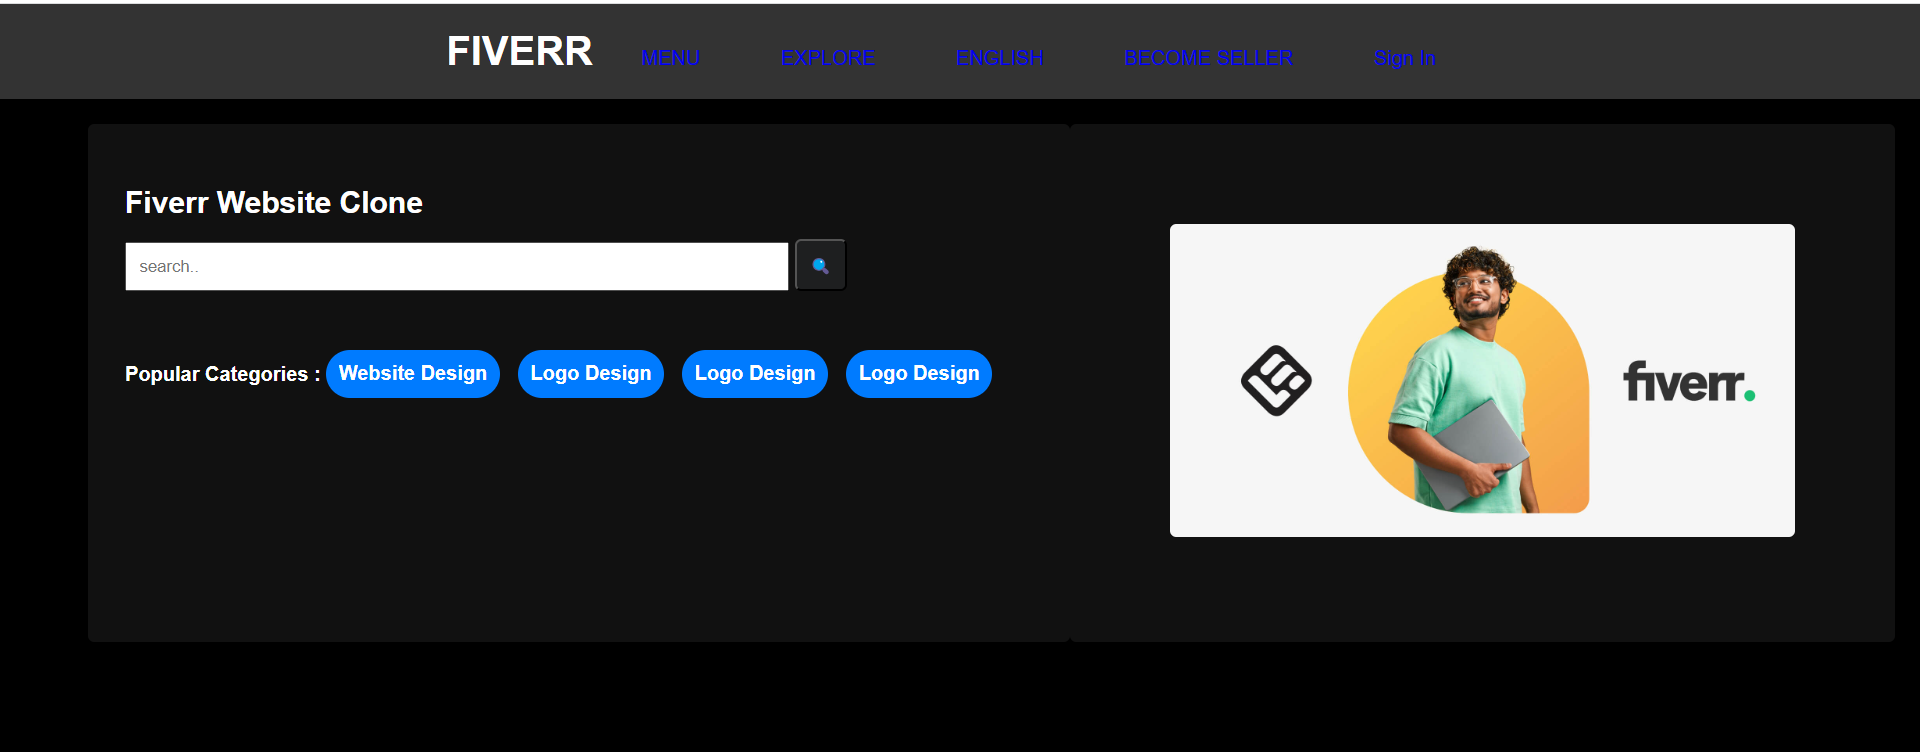 FIVERR MENU EXPLORE ENGLISH BECOME SELLER Sign In
Fiverr Website Clone
search..
Popular Categories : Website Design Logo Design Logo Design Logo Design
fiverr.